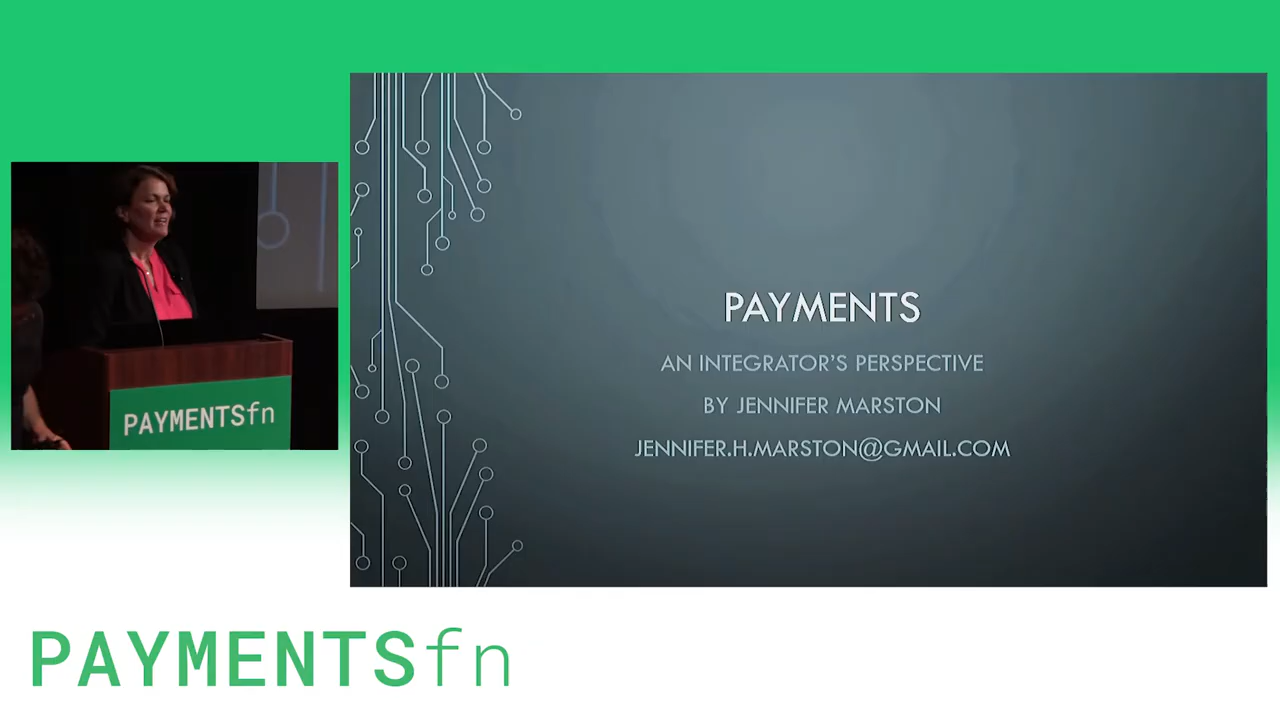 PAYMENTS
AN INTEGRATOR'S PERSPECTIVE
BY JENNIFER MARSTON
JENNIFER.H.MARSTON@GMAIL.COM
PAYMENTSfn
PAYMENTSfn